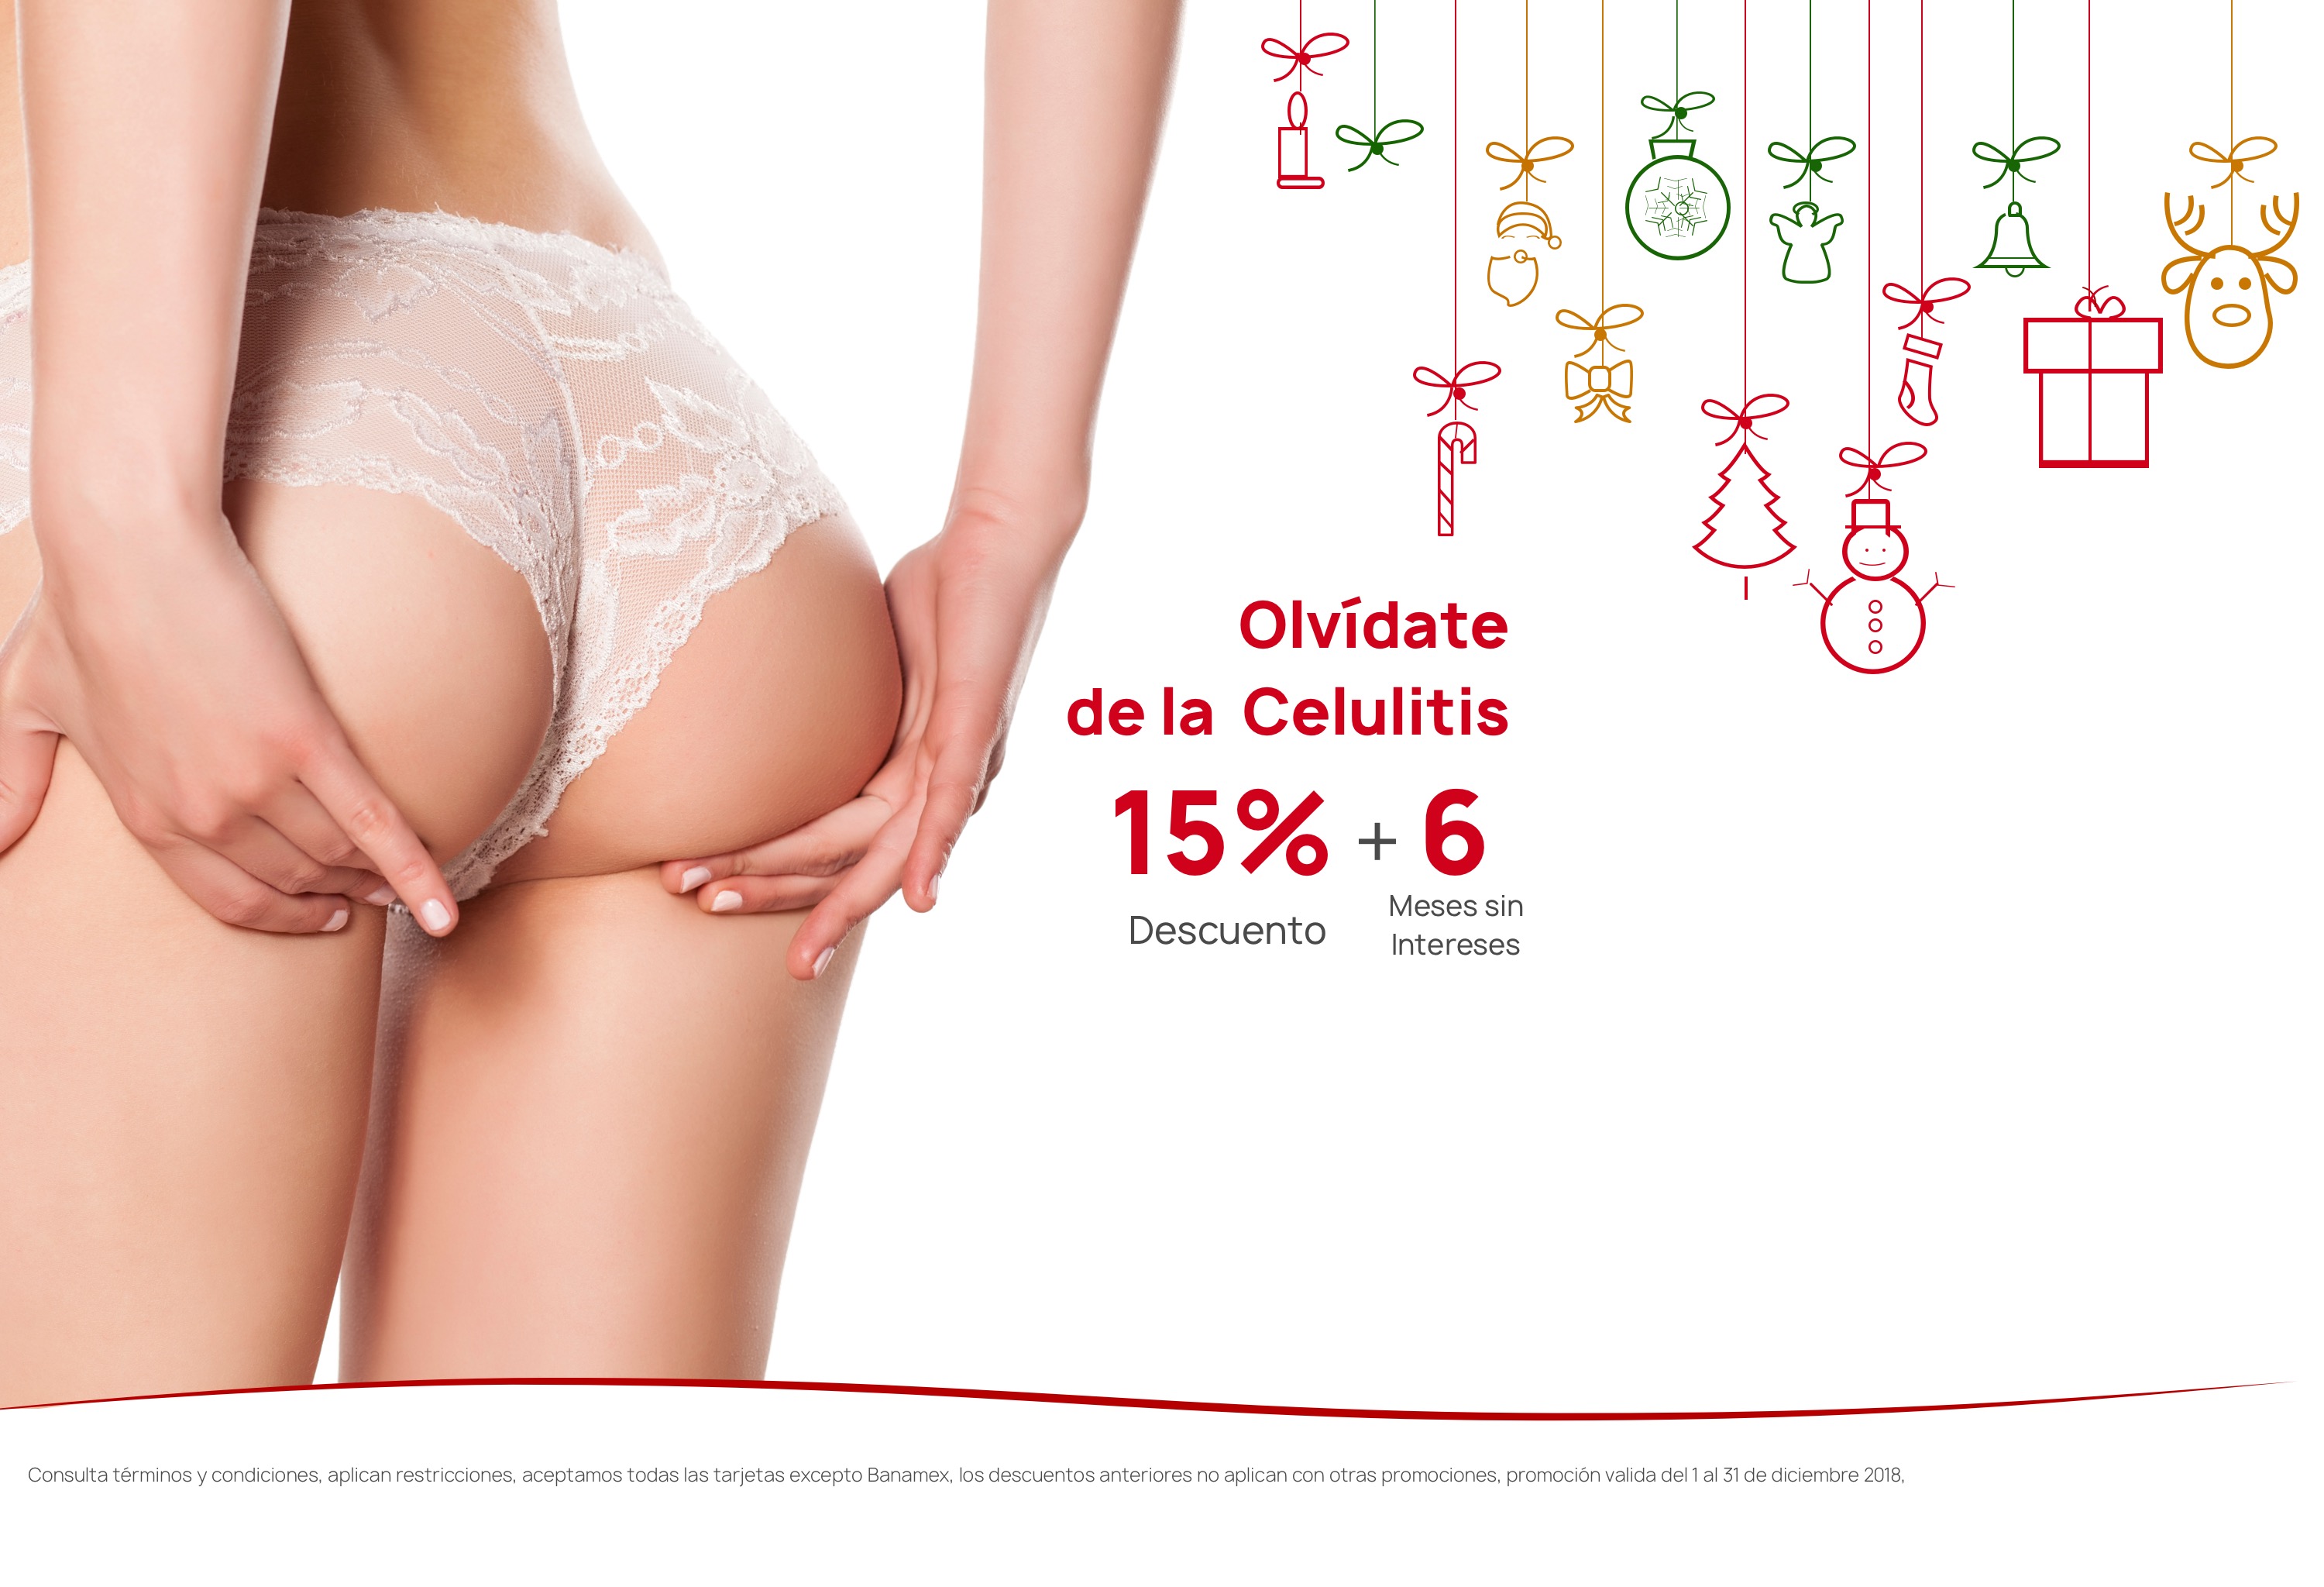 Olvídate
de la Celulitis
15% + 6
Descuento
Meses sin
Intereses
Consulta términos y condiciones, aplican restricciones, aceptamos todas las tarjetas excepto Banamex, los descuentos anteriores no aplican con otras promociones, promoción valida del 1 al 31 de diciembre 2018,